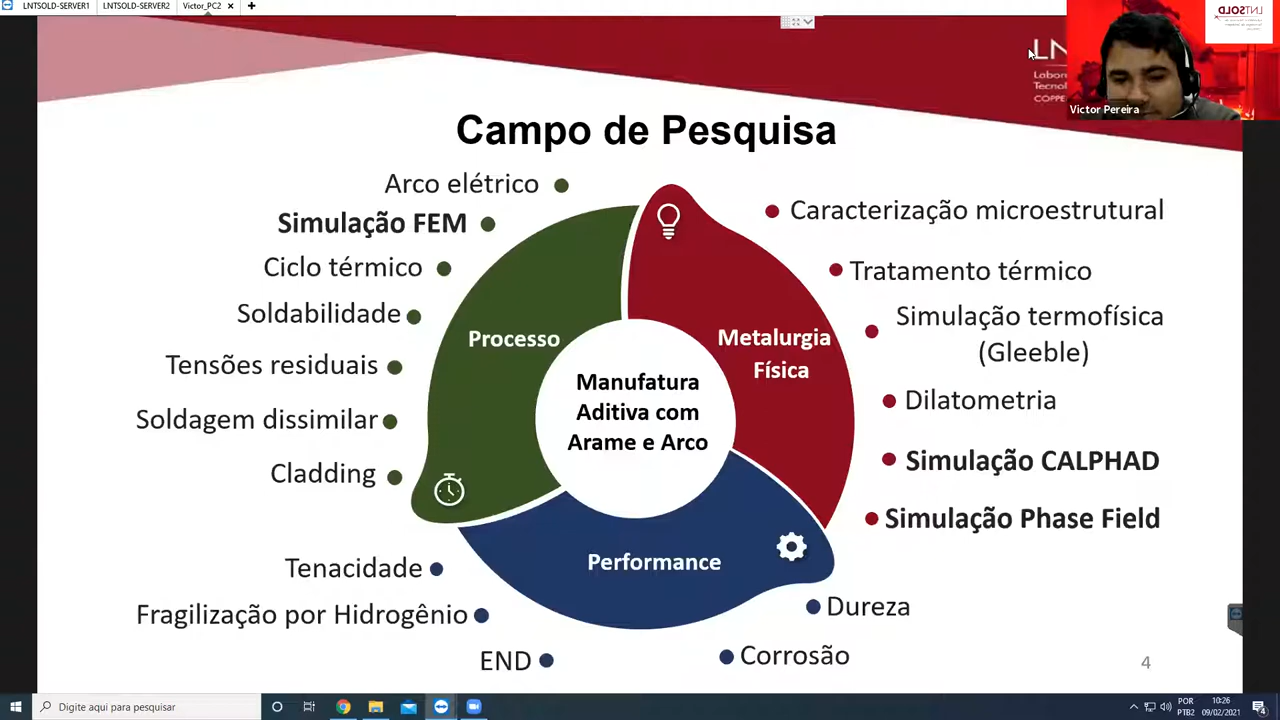 LNTSOLD-SERVER1 LNTSOLD-SERVER2 Victor_PC2
LNTSOLD
Victor Pereira
Campo de Pesquisa
Arco elétrico
Simulação FEM
Ciclo térmico
Soldabilidade
Tensões residuais
Soldagem dissimilar
Cladding
Processo
Metalurgia
Física
Manufatura
Aditiva com
Arame e Arco
Performance
Caracterização microestrutural
Tratamento térmico
Simulação termofísica
(Gleeble)
Dilatometria
Simulação CALPHAD
Simulação Phase Field
Tenacidade
Fragilização por Hidrogênio
END
Dureza
Corrosão
4
Digite aqui para pesquisar
POR
PTB2
10:26
09/02/2021